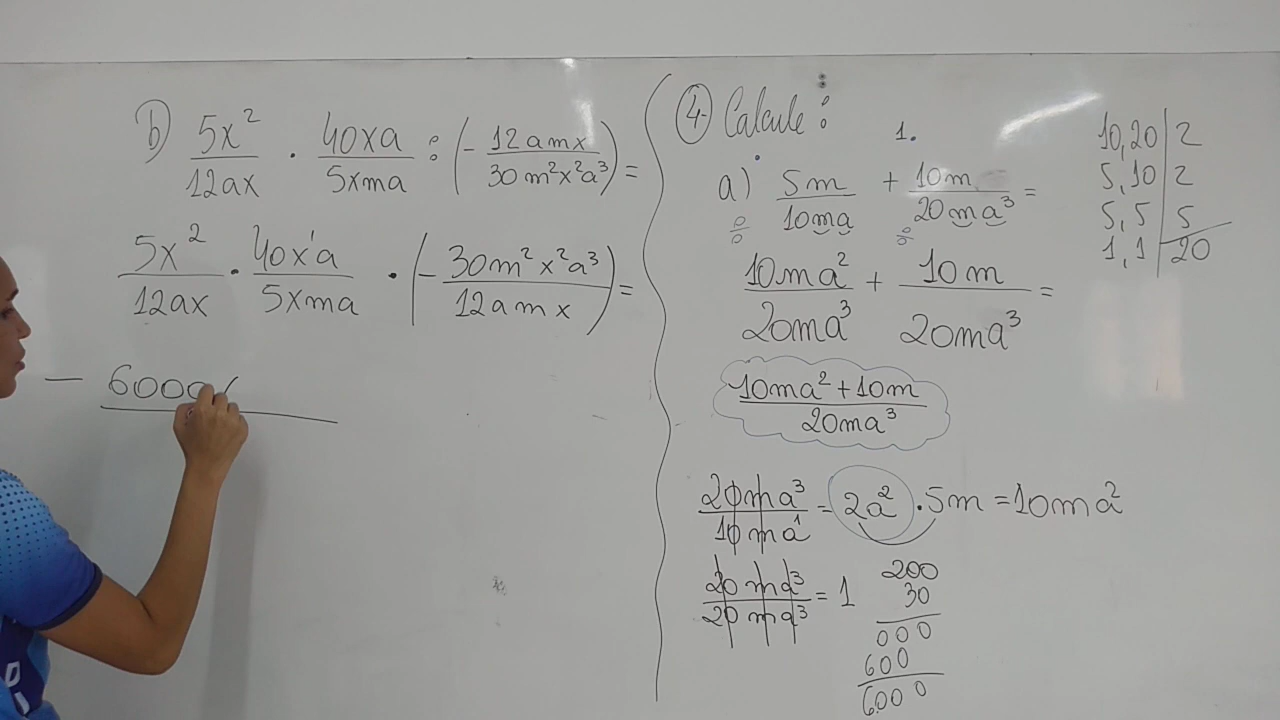 b) 5x²/12ax · 40xa/5xma : (- 12amx/30m²x²a³) =
5x²/12ax · 40x¹a/5xma · (- 30m²x²a³/12amx) =
- 6000
④ Calcule:
1.
a) 5m/10ma + 10m/20ma³ =
10ma²/20ma³ + 10m/20ma³ =
10ma² + 10m/20ma³
20ma³/10ma¹ = 2a² · 5m = 10ma²
20ma³/20ma³ = 1
200
30
000
600
6000
10,20 | 2
5,10 | 2
5,5 | 5
1,1 | 20